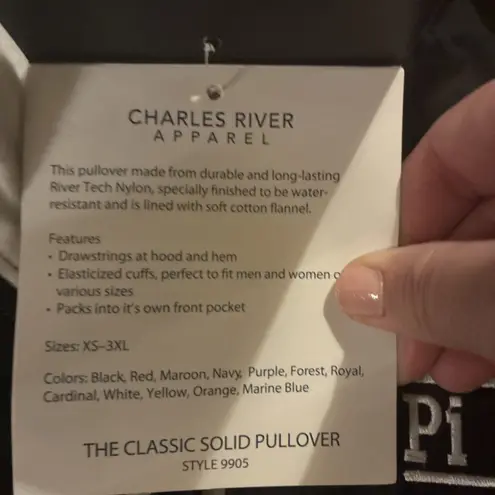 CHARLES RIVER
APPAREL
This pullover made from durable and long-lasting
River Tech Nylon, specially finished to be water-
resistant and is lined with soft cotton flannel.
Features
• Drawstrings at hood and hem
• Elasticized cuffs, perfect to fit men and women o
various sizes
• Packs into it's own front pocket
Sizes: XS–3XL
Colors: Black, Red, Maroon, Navy, Purple, Forest, Royal,
Cardinal, White, Yellow, Orange, Marine Blue
THE CLASSIC SOLID PULLOVER
STYLE 9905
Pi